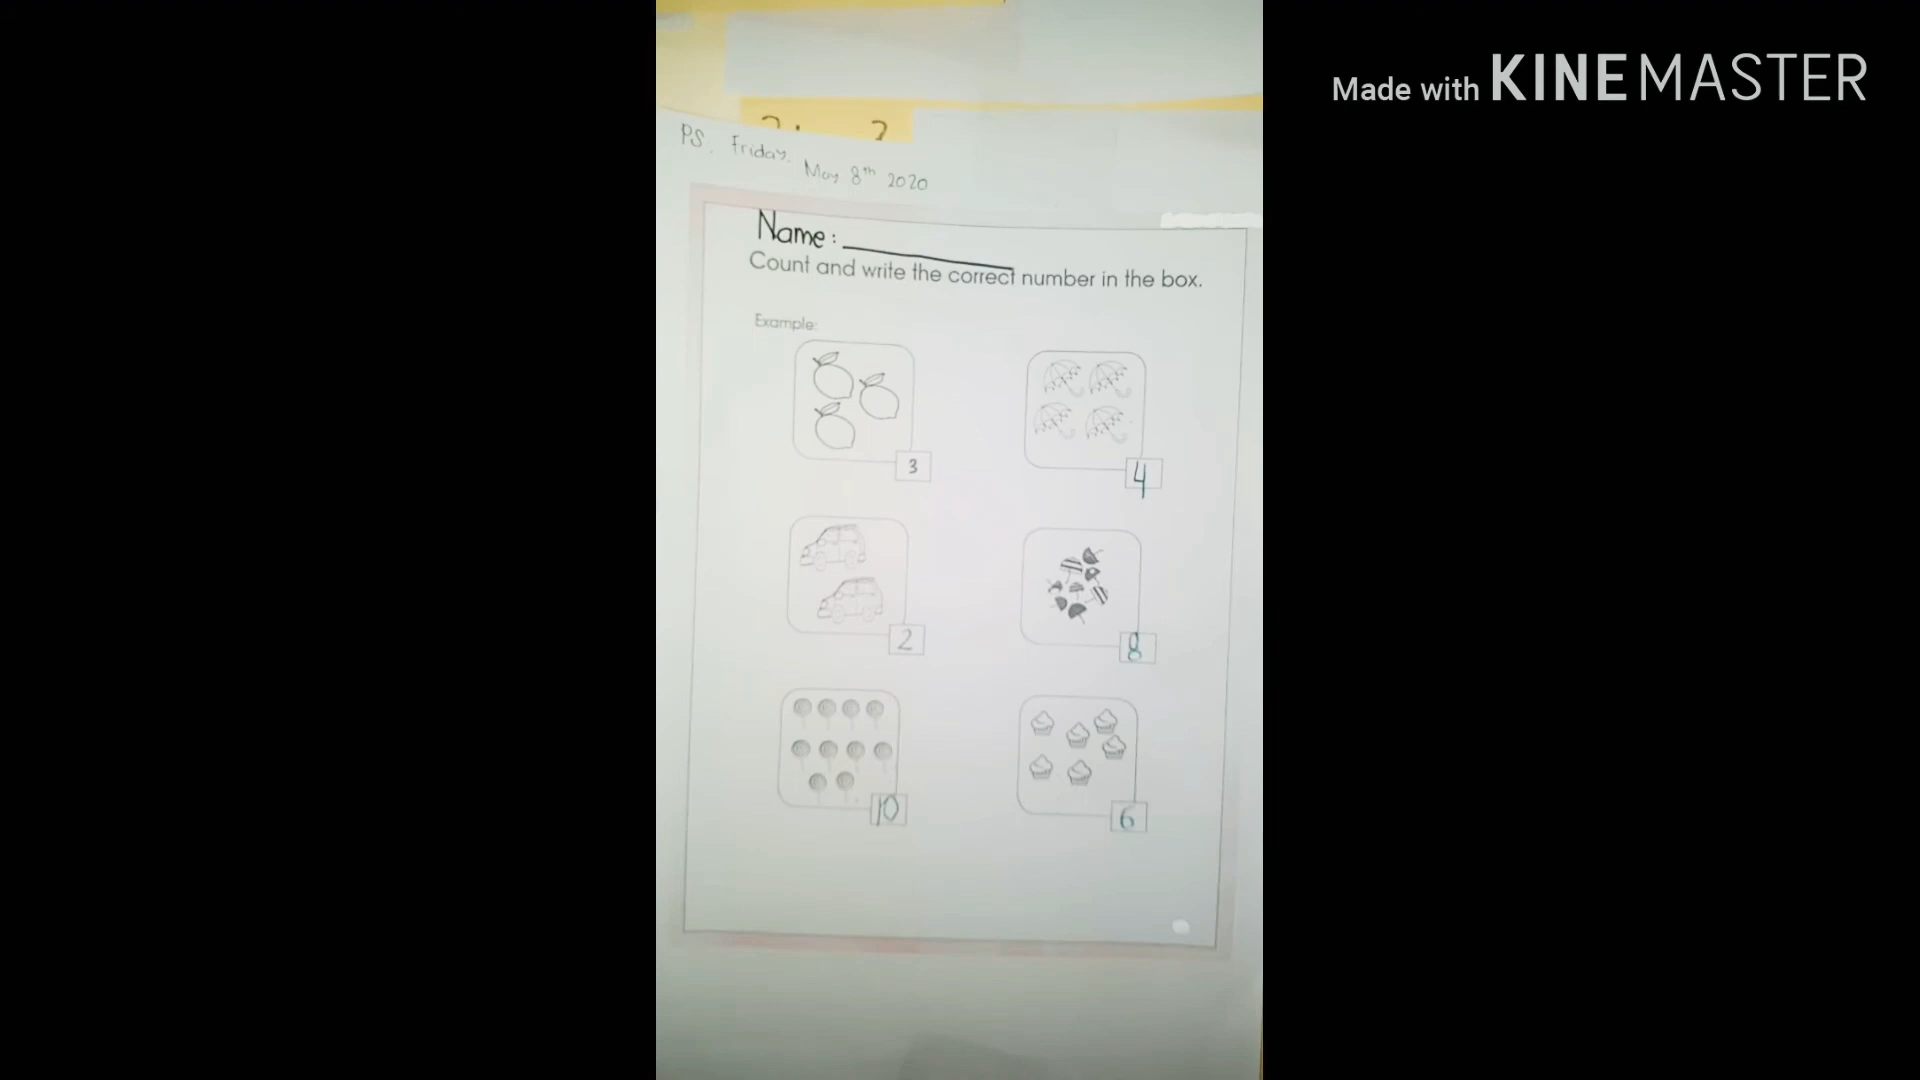 Made with KINEMASTER
PS. Friday.
May 8th 2020
Name: ___________
Count and write the correct number in the box.
Example:
3
4
2
8
10
6